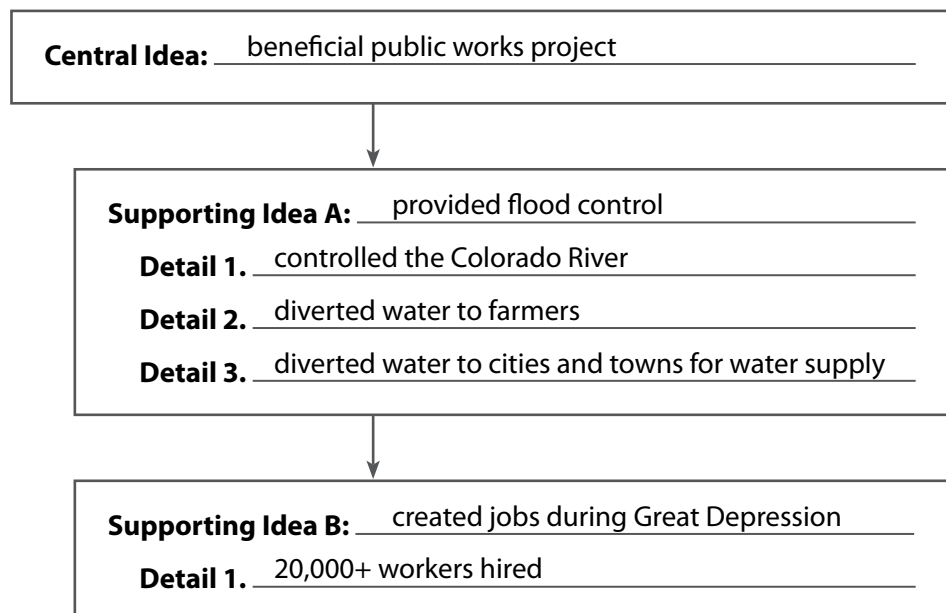 Central Idea: beneficial public works project
Supporting Idea A: provided flood control
Detail 1. controlled the Colorado River
Detail 2. diverted water to farmers
Detail 3. diverted water to cities and towns for water supply
Supporting Idea B: created jobs during Great Depression
Detail 1. 20,000+ workers hired